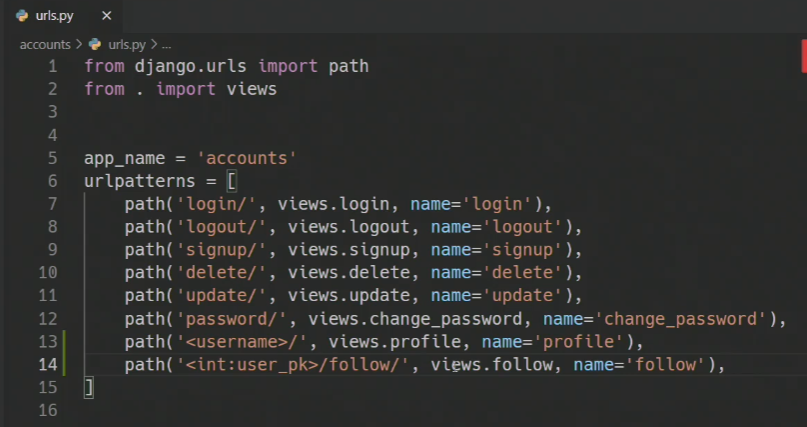 urls.py ×
accounts > urls.py > ...
1 from django.urls import path
2 from . import views
3
4
5 app_name = 'accounts'
6 urlpatterns = [
7     path('login/', views.login, name='login'),
8     path('logout/', views.logout, name='logout'),
9     path('signup/', views.signup, name='signup'),
10     path('delete/', views.delete, name='delete'),
11     path('update/', views.update, name='update'),
12     path('password/', views.change_password, name='change_password'),
13     path('<username>/', views.profile, name='profile'),
14     path('<int:user_pk>/follow/', views.follow, name='follow'),
15 ]
16